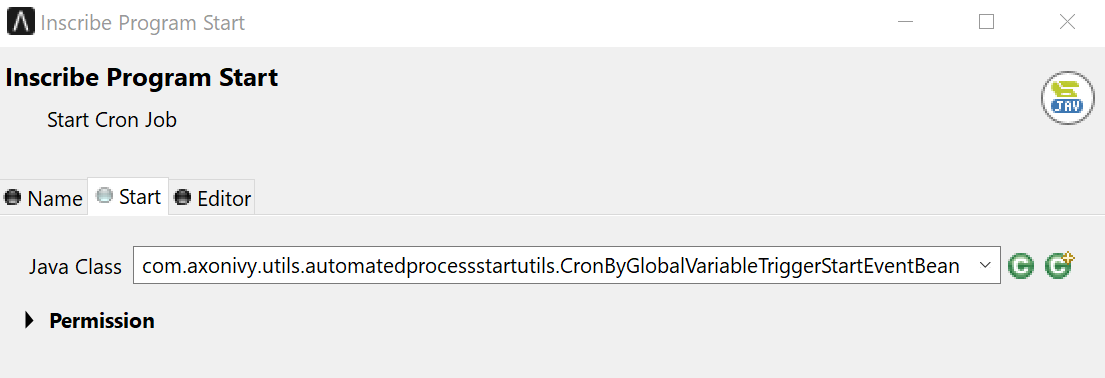 Inscribe Program Start
Inscribe Program Start
Start Cron Job
JAV
Name Start Editor
Java Class com.axonivy.utils.automatedprocessstartutils.CronByGlobalVariableTriggerStartEventBean C C
Permission